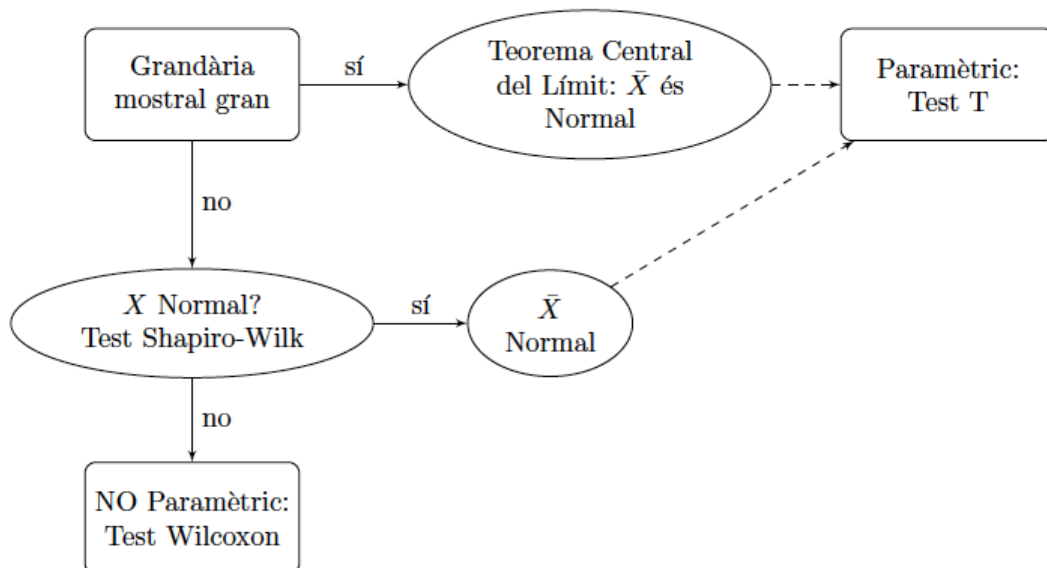 Grandària
mostral gran
sí
Teorema Central
del Límit: X̄ és
Normal
Paramètric:
Test T
no
X Normal?
Test Shapiro-Wilk
sí
X̄
Normal
no
NO Paramètric:
Test Wilcoxon